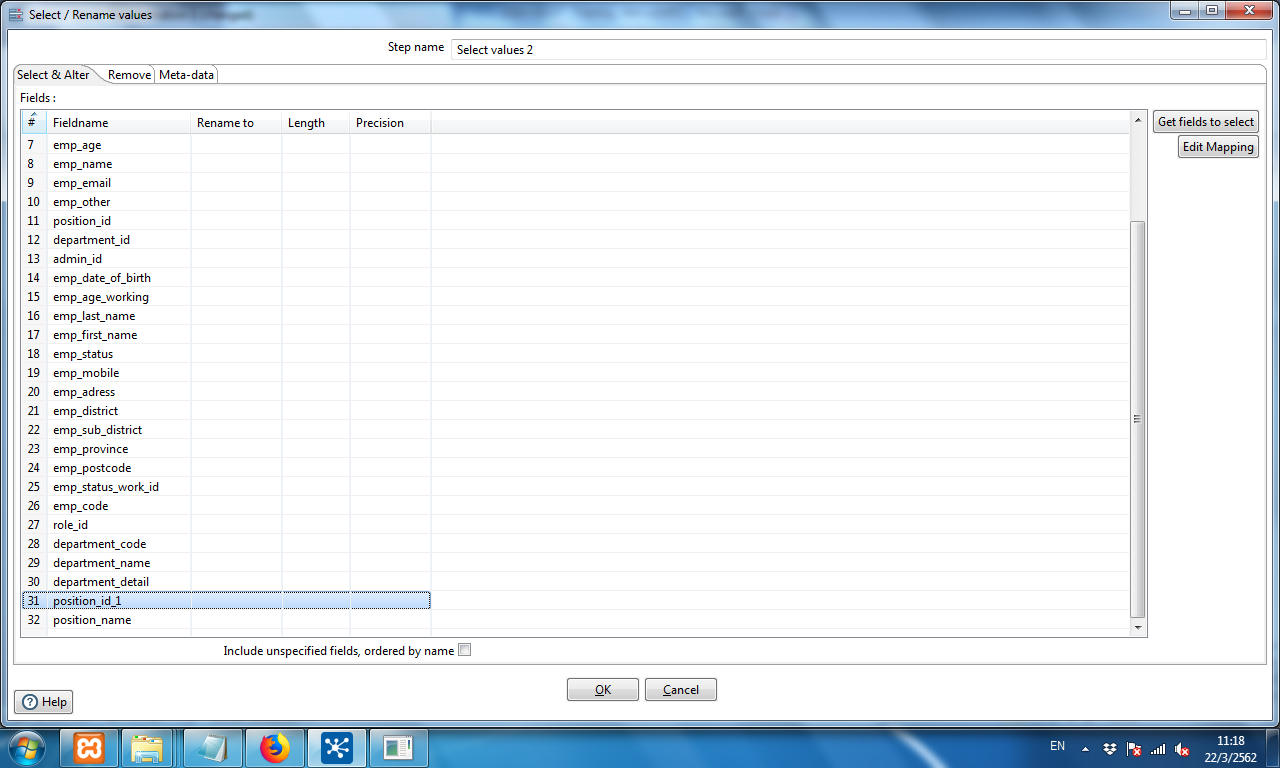 Select / Rename values
Step name Select values 2
Select & Alter Remove Meta-data
Fields :
# Fieldname Rename to Length Precision
Get fields to select
Edit Mapping
7 emp_age
8 emp_name
9 emp_email
10 emp_other
11 position_id
12 department_id
13 admin_id
14 emp_date_of_birth
15 emp_age_working
16 emp_last_name
17 emp_first_name
18 emp_status
19 emp_mobile
20 emp_adress
21 emp_district
22 emp_sub_district
23 emp_province
24 emp_postcode
25 emp_status_work_id
26 emp_code
27 role_id
28 department_code
29 department_name
30 department_detail
31 position_id_1
32 position_name
Include unspecified fields, ordered by name
OK Cancel
? Help
EN
11:18
22/3/2562